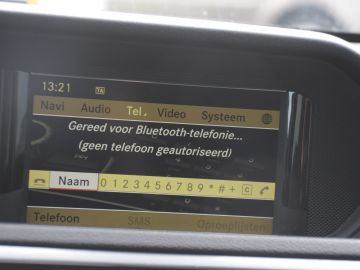 13:21 TA
Navi Audio Tel. Video Systeem
Gereed voor Bluetooth-telefonie...
(geen telefoon geautoriseerd)
Naam 0 1 2 3 4 5 6 7 8 9 * # + C
Telefoon SMS Oproeplijsten